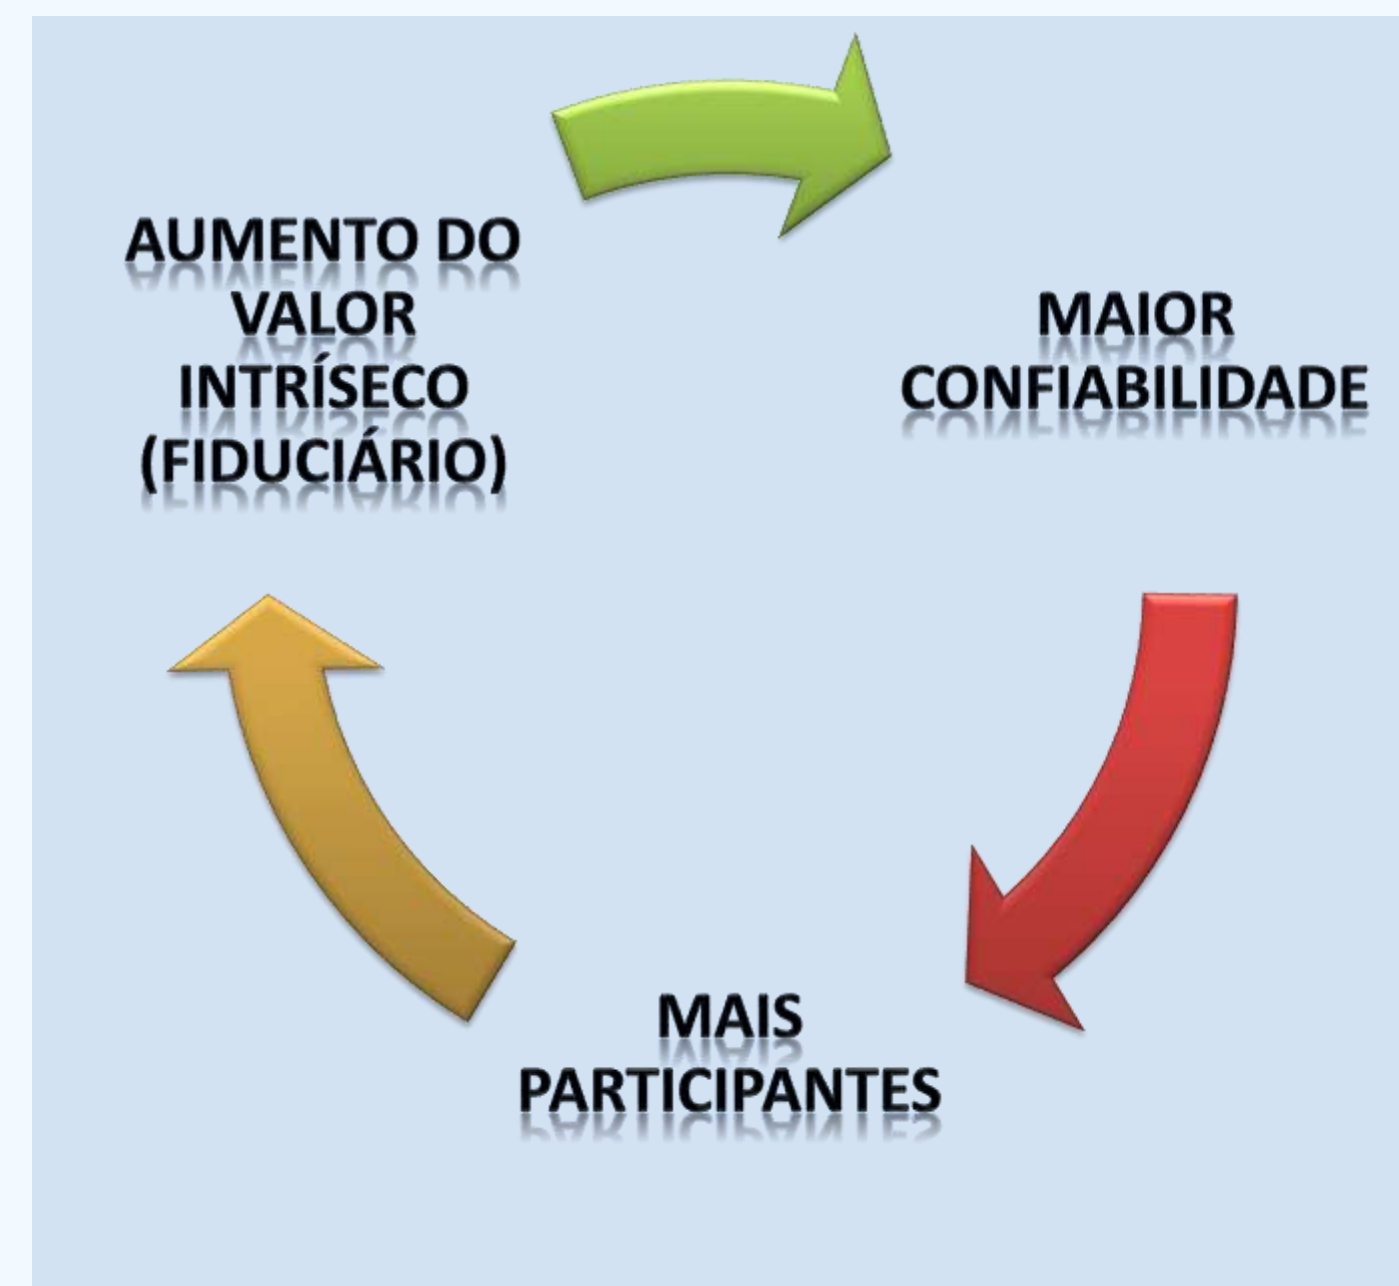 AUMENTO DO
VALOR
INTRÍSECO
(FIDUCIÁRIO)
MAIOR
CONFIABILIDADE
MAIS
PARTICIPANTES